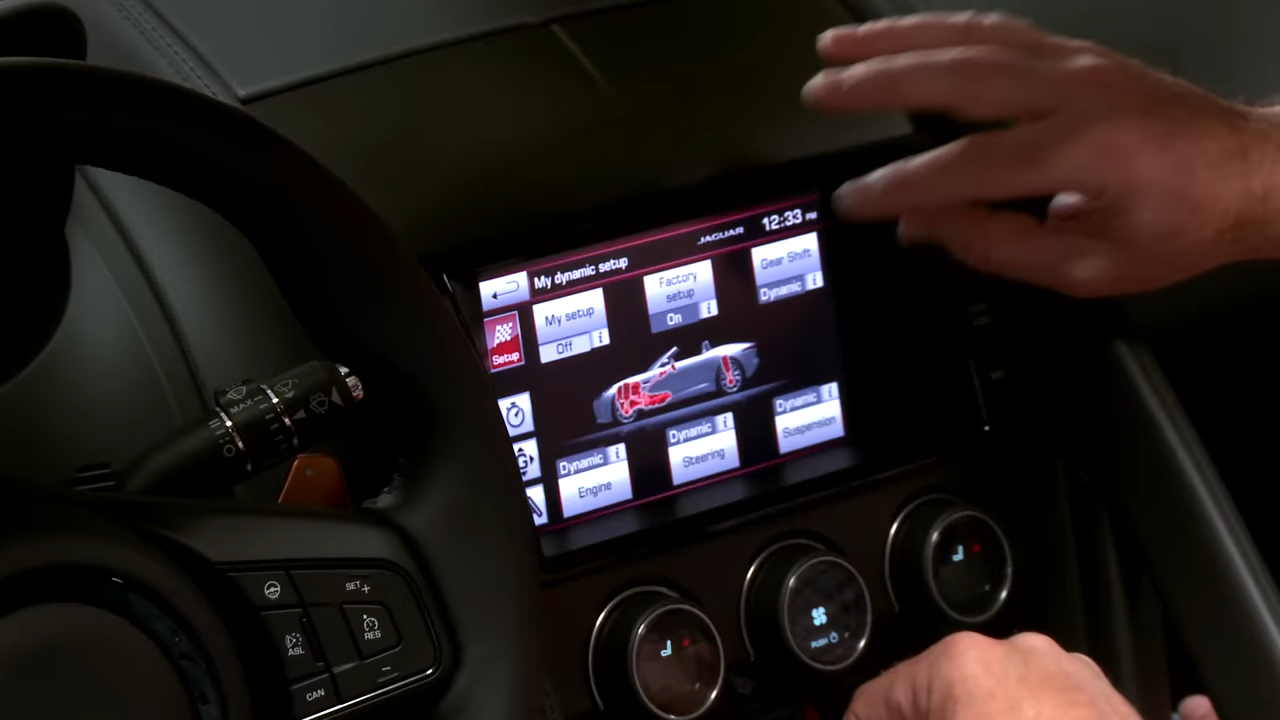 JAGUAR 12:33 PM
My dynamic setup
Setup
My setup
Off i
Factory
setup
On i
Gear Shift
Dynamic i
Dynamic i
Engine
Dynamic i
Steering
Dynamic i
Suspension
G
MAX
SET +
ASL
RES
CAN
PUSH